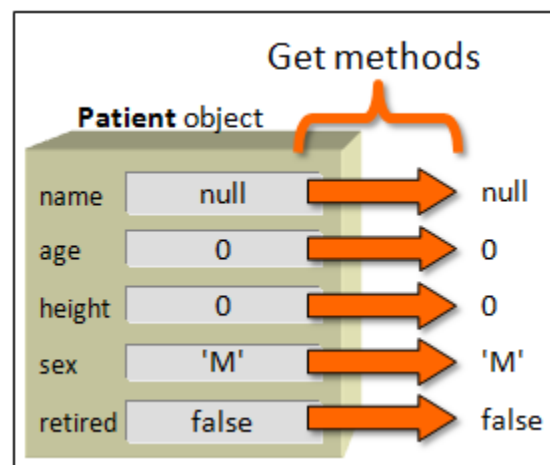 Get methods
Patient object
name null null
age 0 0
height 0 0
sex 'M' 'M'
retired false false